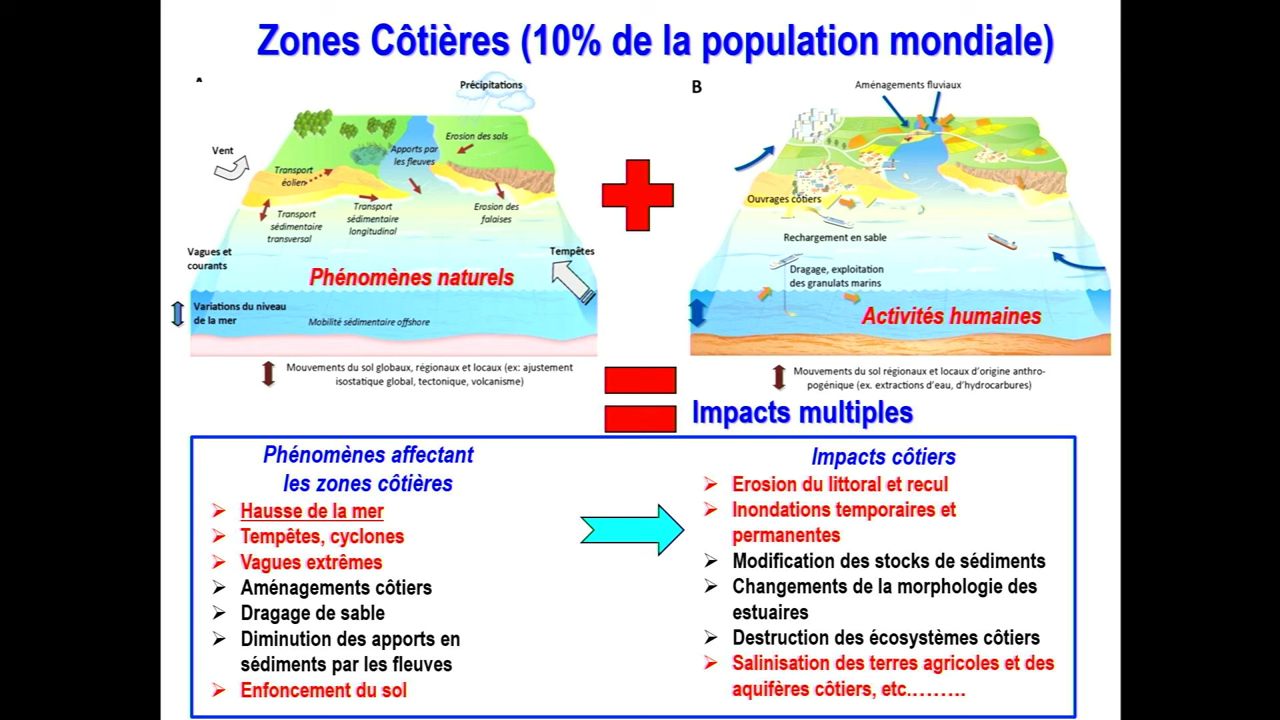 Zones Côtières (10% de la population mondiale)
A
Précipitations
Erosion des sols
Apports par
les fleuves
Vent
Transport
éolien
Transport
sédimentaire
transversal
Transport
sédimentaire
longitudinal
Erosion des
falaises
Vagues et
courants
Tempêtes
Phénomènes naturels
Variations du niveau
de la mer
Mobilité sédimentaire offshore
Mouvements du sol globaux, régionaux et locaux (ex: ajustement
isostatique global, tectonique, volcanisme)
B
Aménagements fluviaux
Ouvrages côtiers
Rechargement en sable
Dragage, exploitation
des granulats marins
Activités humaines
Mouvements du sol régionaux et locaux d'origine anthro-
pogénique (ex. extractions d'eau, d'hydrocarbures)
Impacts multiples
Phénomènes affectant
les zones côtières
Hausse de la mer
Tempêtes, cyclones
Vagues extrêmes
Aménagements côtiers
Dragage de sable
Diminution des apports en
sédiments par les fleuves
Enfoncement du sol
Impacts côtiers
Erosion du littoral et recul
Inondations temporaires et
permanentes
Modification des stocks de sédiments
Changements de la morphologie des
estuaires
Destruction des écosystèmes côtiers
Salinisation des terres agricoles et des
aquifères côtiers, etc………